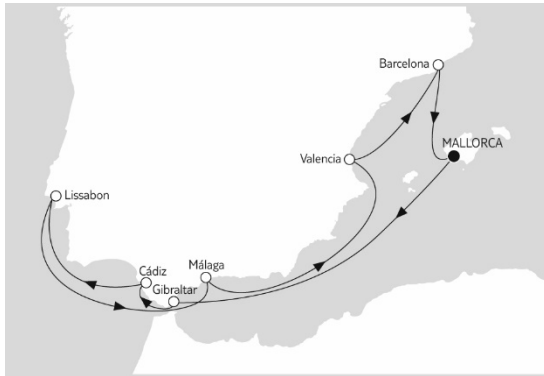 Barcelona
MALLORCA
Valencia
Lissabon
Málaga
Cádiz
Gibraltar